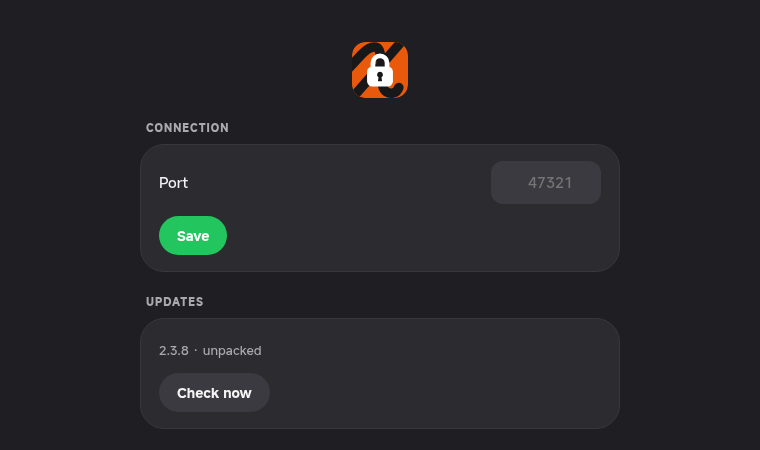 CONNECTION
Port
47321
Save
UPDATES
2.3.8 · unpacked
Check now